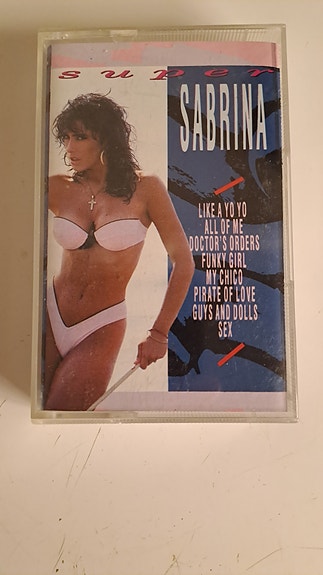 super
SABRINA
LIKE A YO YO
ALL OF ME
DOCTOR'S ORDERS
FUNKY GIRL
MY CHICO
PIRATE OF LOVE
GUYS AND DOLLS
SEX